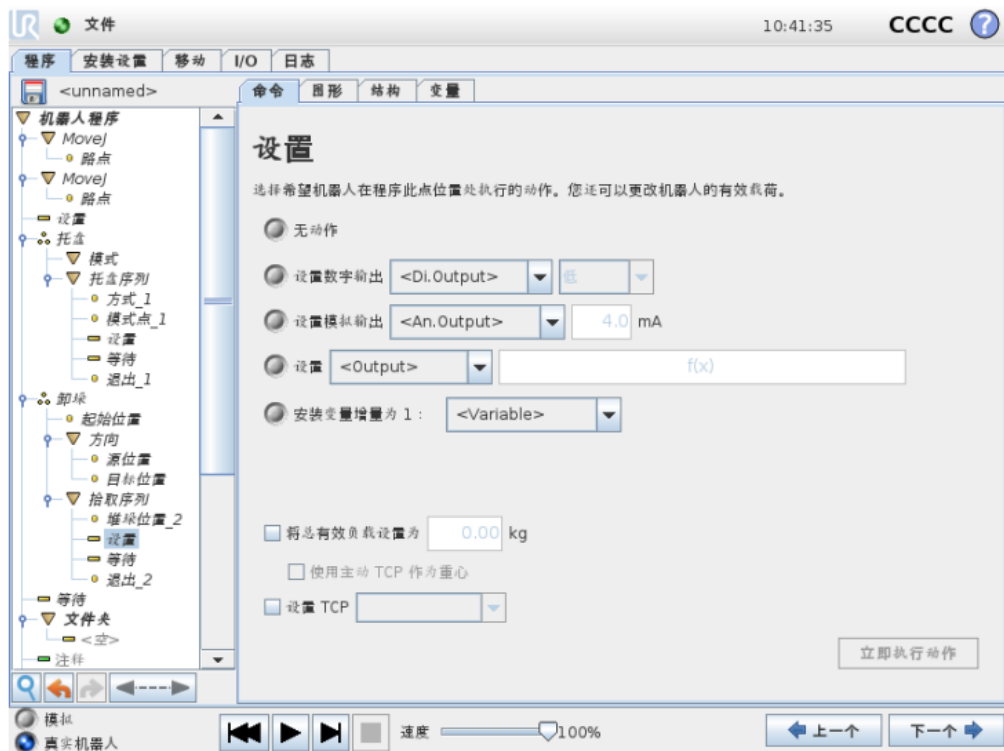 UR 文件 10:41:35 CCCC ?
程序 安装设置 移动 I/O 日志
<unnamed>
命令 图形 结构 变量
机器人程序
MoveJ
路点
MoveJ
路点
设置
托盘
模式
托盘序列
方式_1
模式点_1
设置
等待
退出_1
卸垛
起始位置
方向
源位置
目标位置
拾取序列
堆垛位置_2
设置
等待
退出_2
等待
文件夹
<空>
注释
设置
选择希望机器人在程序此点位置处执行的动作。您还可以更改机器人的有效载荷。
无动作
设置数字输出 <Di.Output> 低
设置模拟输出 <An.Output> 4.0 mA
设置 <Output> f(x)
安装变量增量为 1： <Variable>
将总有效负载设置为 0.00 kg
使用主动 TCP 作为重心
设置 TCP
立即执行动作
模拟
真实机器人
速度 100%
上一个 下一个